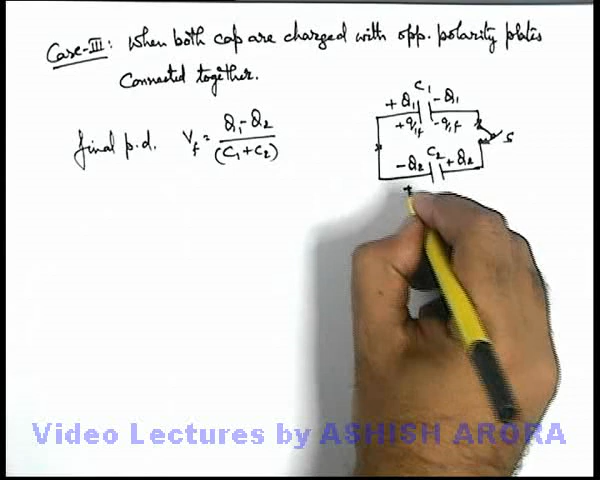 Case-III: When both cap are charged with opp. polarity plates
connected together.
final p.d. V_f = Q₁-Q₂ / (C₁+C₂)
C₁
+Q₁ -Q₁
+q₁f -q₁f
S
C₂
-Q₂ +Q₂
+
Video Lectures by ASHISH ARORA